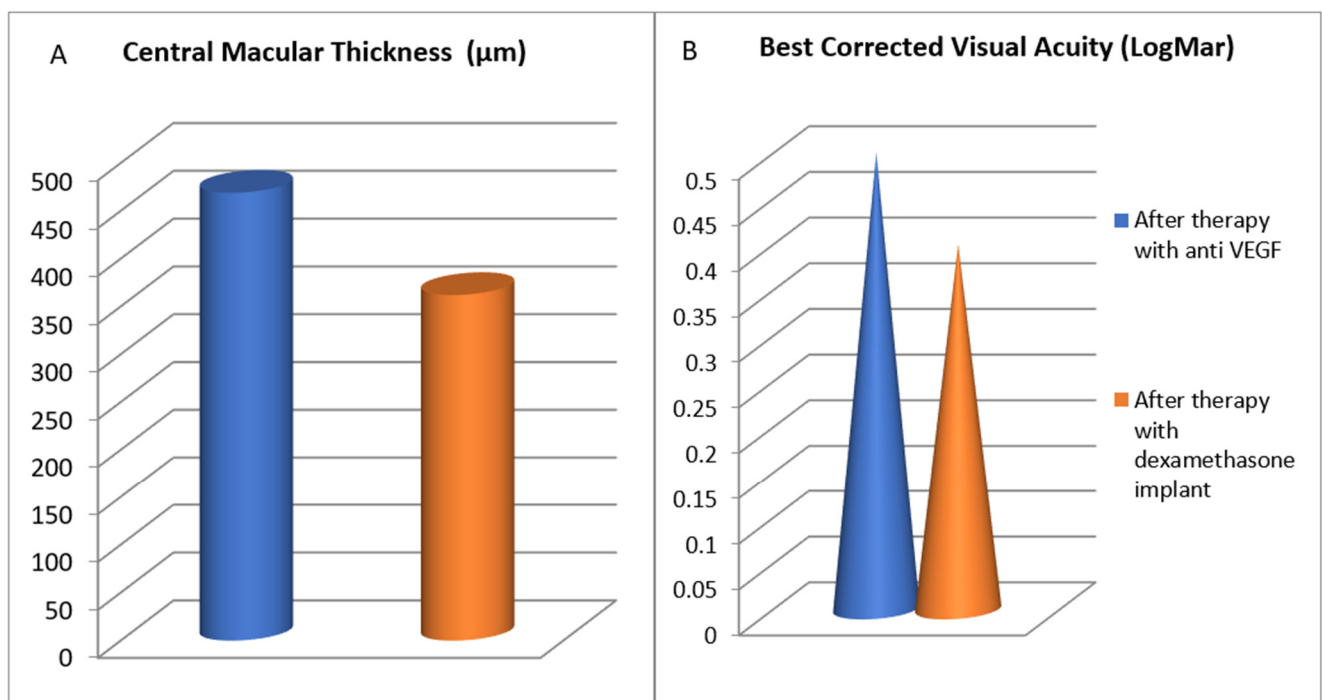 A
Central Macular Thickness (µm)
500
450
400
350
300
250
200
150
100
50
0
B
Best Corrected Visual Acuity (LogMar)
0.5
0.45
0.4
0.35
0.3
0.25
0.2
0.15
0.1
0.05
0
After therapy
with anti VEGF
After therapy
with
dexamethasone
implant